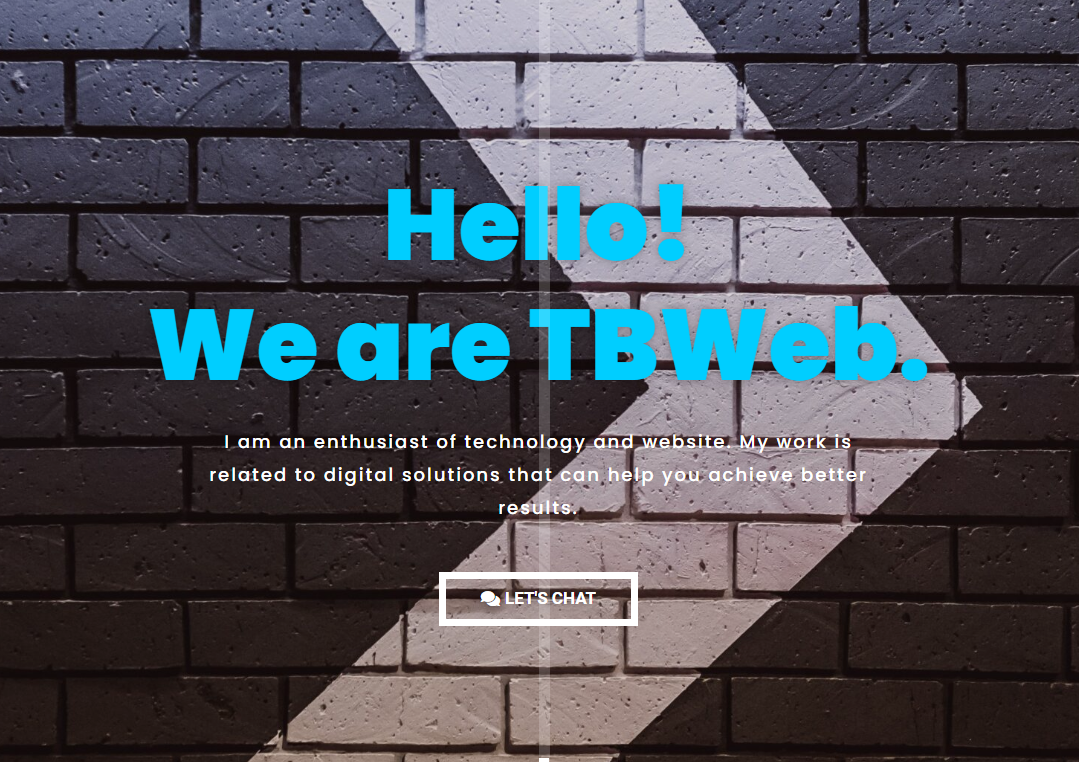 Hello!
We are TBWeb.
I am an enthusiast of technology and website. My work is
related to digital solutions that can help you achieve better
results.
LET'S CHAT